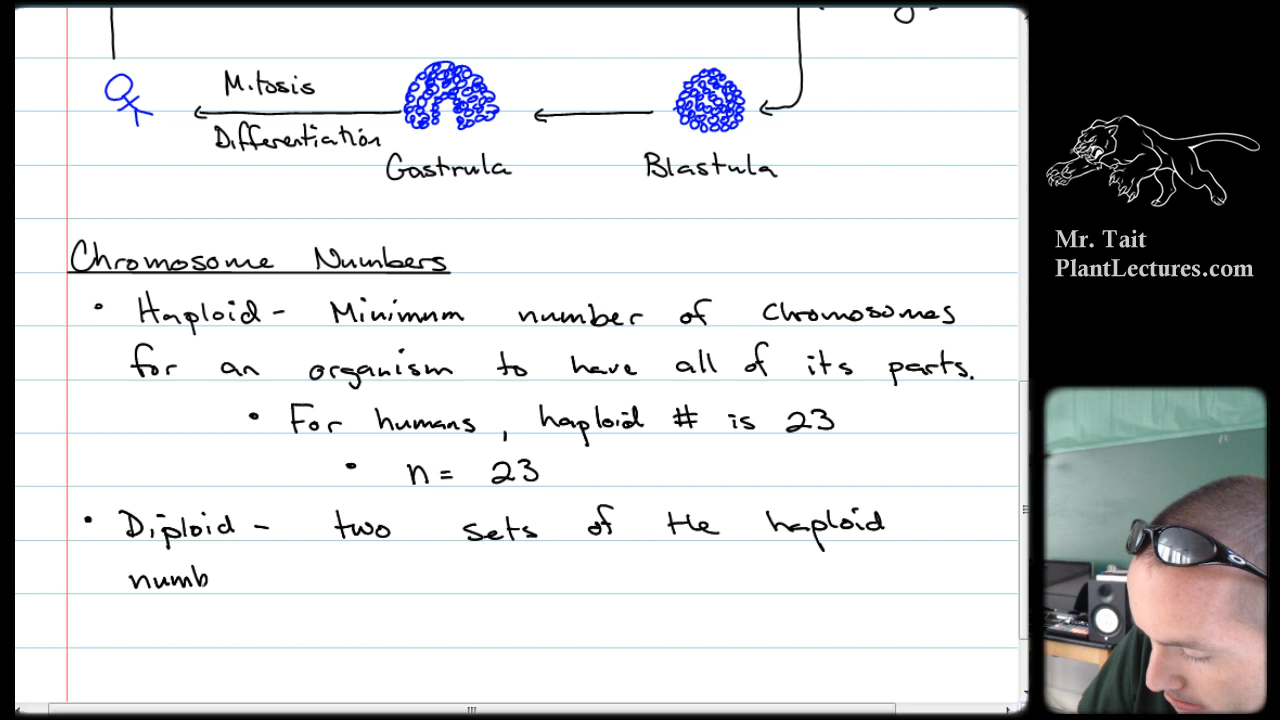 Mitosis
Differentiation
Gastrula
Blastula
Mr. Tait
PlantLectures.com
Chromosome Numbers
• Haploid - Minimum number of chromosomes
for an organism to have all of its parts.
• For humans, haploid # is 23
• n = 23
• Diploid - two sets of the haploid
numb